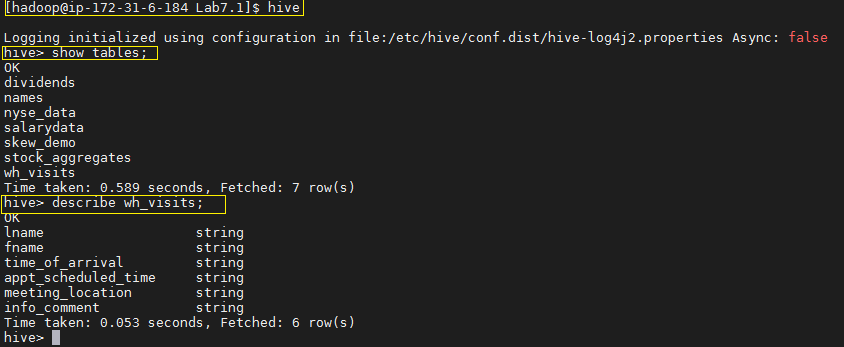 [hadoop@ip-172-31-6-184 Lab7.1]$ hive
Logging initialized using configuration in file:/etc/hive/conf.dist/hive-log4j2.properties Async: false
hive> show tables;
OK
dividends
names
nyse_data
salarydata
skew_demo
stock_aggregates
wh_visits
Time taken: 0.589 seconds, Fetched: 7 row(s)
hive> describe wh_visits;
OK
lname                   string
fname                   string
time_of_arrival         string
appt_scheduled_time     string
meeting_location        string
info_comment            string
Time taken: 0.053 seconds, Fetched: 6 row(s)
hive>